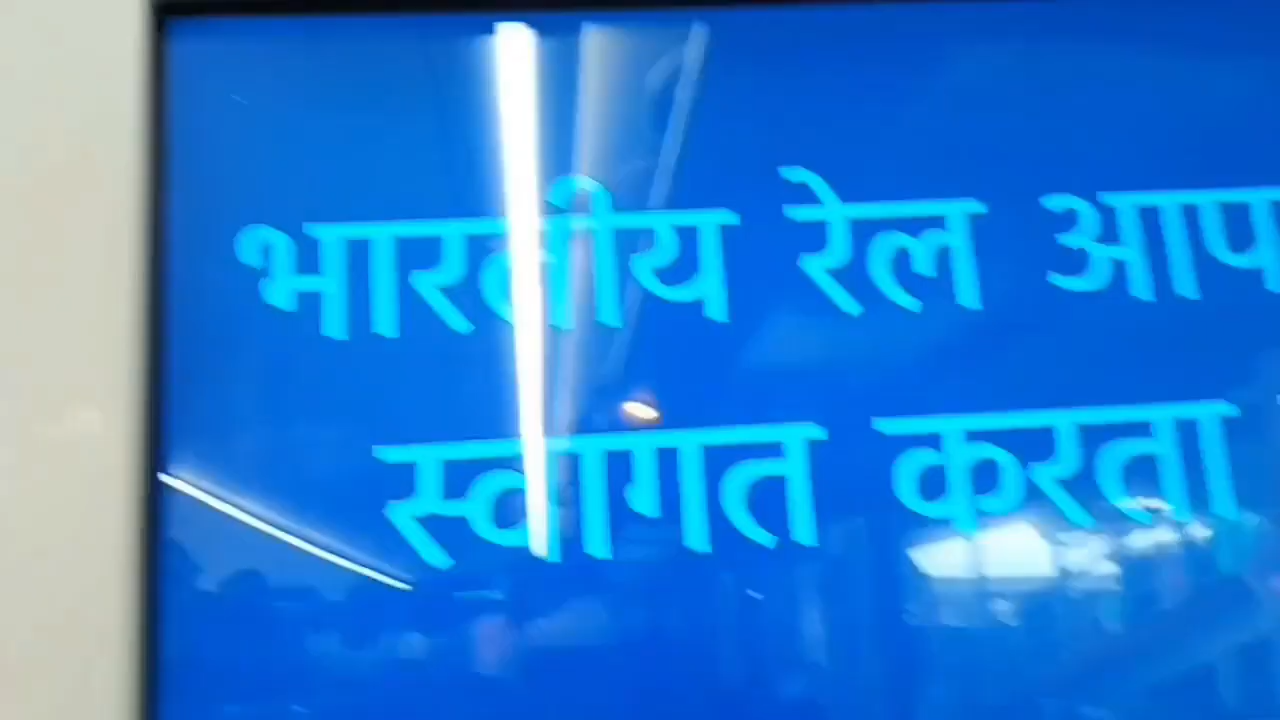 भारतीय रेल आप
स्वागत करता